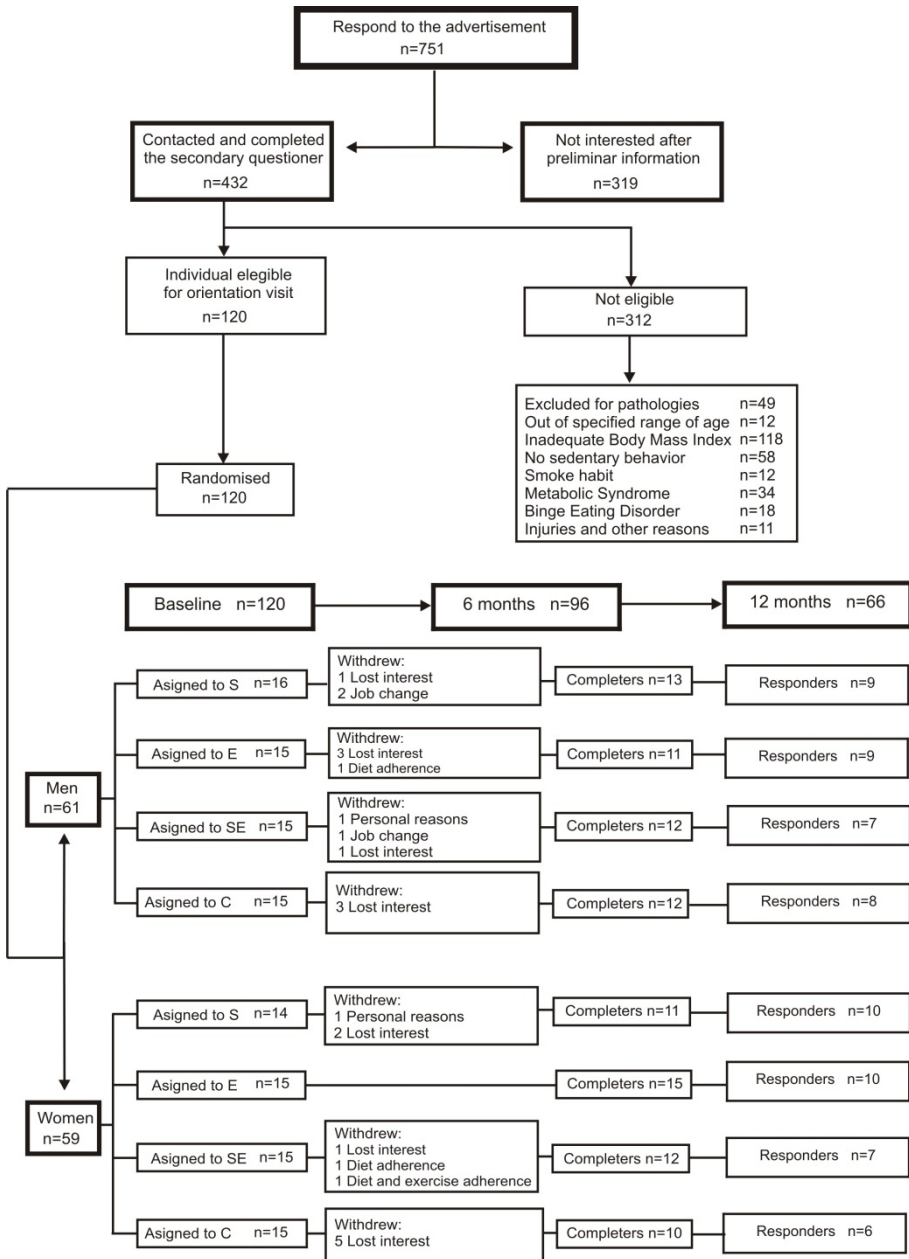 Respond to the advertisement
n=751
Contacted and completed
the secondary questioner
n=432
Not interested after
preliminar information
n=319
Individual elegible
for orientation visit
n=120
Not eligible
n=312
Excluded for pathologies n=49
Out of specified range of age n=12
Inadequate Body Mass Index n=118
No sedentary behavior n=58
Smoke habit n=12
Metabolic Syndrome n=34
Binge Eating Disorder n=18
Injuries and other reasons n=11
Randomised
n=120
Baseline n=120
6 months n=96
12 months n=66
Men
n=61
Asigned to S n=16
Withdrew:
1 Lost interest
2 Job change
Completers n=13
Responders n=9
Asigned to E n=15
Withdrew:
3 Lost interest
1 Diet adherence
Completers n=11
Responders n=9
Asigned to SE n=15
Withdrew:
1 Personal reasons
1 Job change
1 Lost interest
Completers n=12
Responders n=7
Asigned to C n=15
Withdrew:
3 Lost interest
Completers n=12
Responders n=8
Women
n=59
Asigned to S n=14
Withdrew:
1 Personal reasons
2 Lost interest
Completers n=11
Responders n=10
Asigned to E n=15
Completers n=15
Responders n=10
Asigned to SE n=15
Withdrew:
1 Lost interest
1 Diet adherence
1 Diet and exercise adherence
Completers n=12
Responders n=7
Asigned to C n=15
Withdrew:
5 Lost interest
Completers n=10
Responders n=6